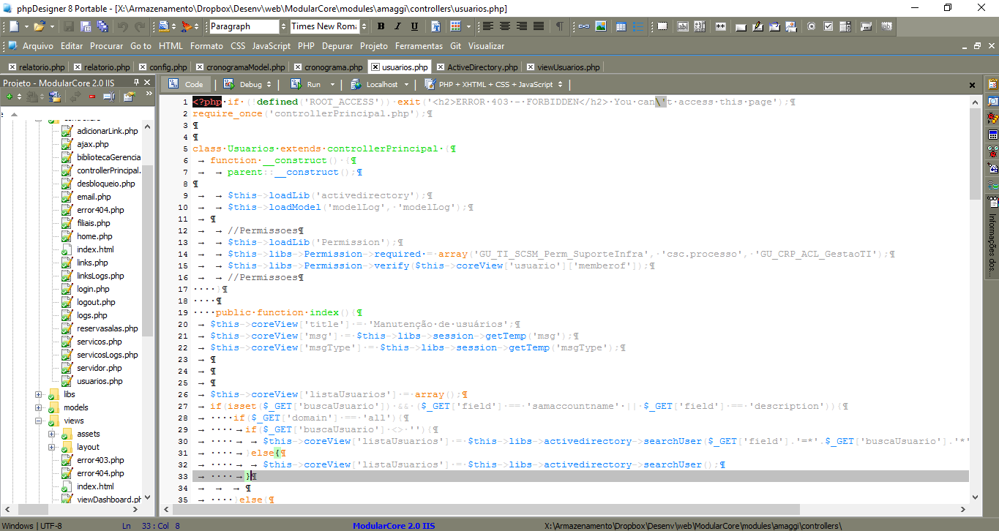 phpDesigner 8 Portable - [X:\Armazenamento\Dropbox\Desenv\web\ModularCore\modules\amaggi\controllers\usuarios.php]
Paragraph Times New Roma B I U
Arquivo Editar Procurar Go to HTML Formato CSS JavaScript PHP Depurar Projeto Ferramentas Git Visualizar
relatorio.php relatorio.php config.php cronogramaModel.php cronograma.php usuarios.php ActiveDirectory.php viewUsuarios.php
Projeto - ModularCore 2.0 IIS
Code Debug Run Localhost PHP + XHTML + CSS + JavaScript
adicionarLink.php
ajax.php
bibliotecaGerencia
controllerPrincipal.
desbloqueio.php
email.php
error404.php
filiais.php
home.php
index.html
links.php
linksLogs.php
login.php
logout.php
logs.php
reservasalas.php
servicos.php
servicosLogs.php
servidor.php
usuarios.php
libs
models
views
assets
layout
error403.php
error404.php
index.html
viewDashboard.ph
1 <?php if (!defined('ROOT_ACCESS')) exit('<h2>ERROR 403 - FORBIDDEN</h2> You can\'t access this page');¶
2 require_once('controllerPrincipal.php');¶
3 ¶
4 ¶
5 class Usuarios extends controllerPrincipal {¶
6 → function __construct() {¶
7 → → parent::__construct();¶
8 ¶
9 → → $this->loadLib('activedirectory');¶
10 → → $this->loadModel('modelLog', 'modelLog');¶
11 → ¶
12 → → //Permissoes¶
13 → → $this->loadLib('Permission');¶
14 → → $this->libs->Permission->required = array('GU_TI_SCSM_Perm_SuporteInfra', 'csc.processo', 'GU_CRP_ACL_GestaoTI');¶
15 → → $this->libs->Permission->verify($this->coreView['usuario']['memberof']);¶
16 → → //Permissoes¶
17 ····}¶
18 ····¶
19 ····public function index(){¶
20 → $this->coreView['title'] = 'Manutenção de usuários';¶
21 → $this->coreView['msg'] = $this->libs->session->getTemp('msg');¶
22 → $this->coreView['msgType'] = $this->libs->session->getTemp('msgType');¶
23 → ¶
24 → ¶
25 → ¶
26 → $this->coreView['listaUsuarios'] = array();¶
27 → if(isset($_GET['buscaUsuario']) && ($_GET['field'] == 'samaccountname' || $_GET['field'] == 'description')){¶
28 → ····if($_GET['domain'] == 'all'){¶
29 → ····→if($_GET['buscaUsuario'] <> ''){¶
30 → ····→ → $this->coreView['listaUsuarios'] = $this->libs->activedirectory->searchUser($_GET['field'].'=*'.$_GET['buscaUsuario'].'*'
31 → ····→}else{¶
32 → ····→ → $this->coreView['listaUsuarios'] = $this->libs->activedirectory->searchUser();¶
33 → ····→}¶
34 → → → ¶
35 → ····}else{¶
Informações dos...
Windows | UTF-8 Ln 33 : Col 8 ModularCore 2.0 IIS X:\Armazenamento\Dropbox\Desenv\web\ModularCore\modules\amaggi\controllers\